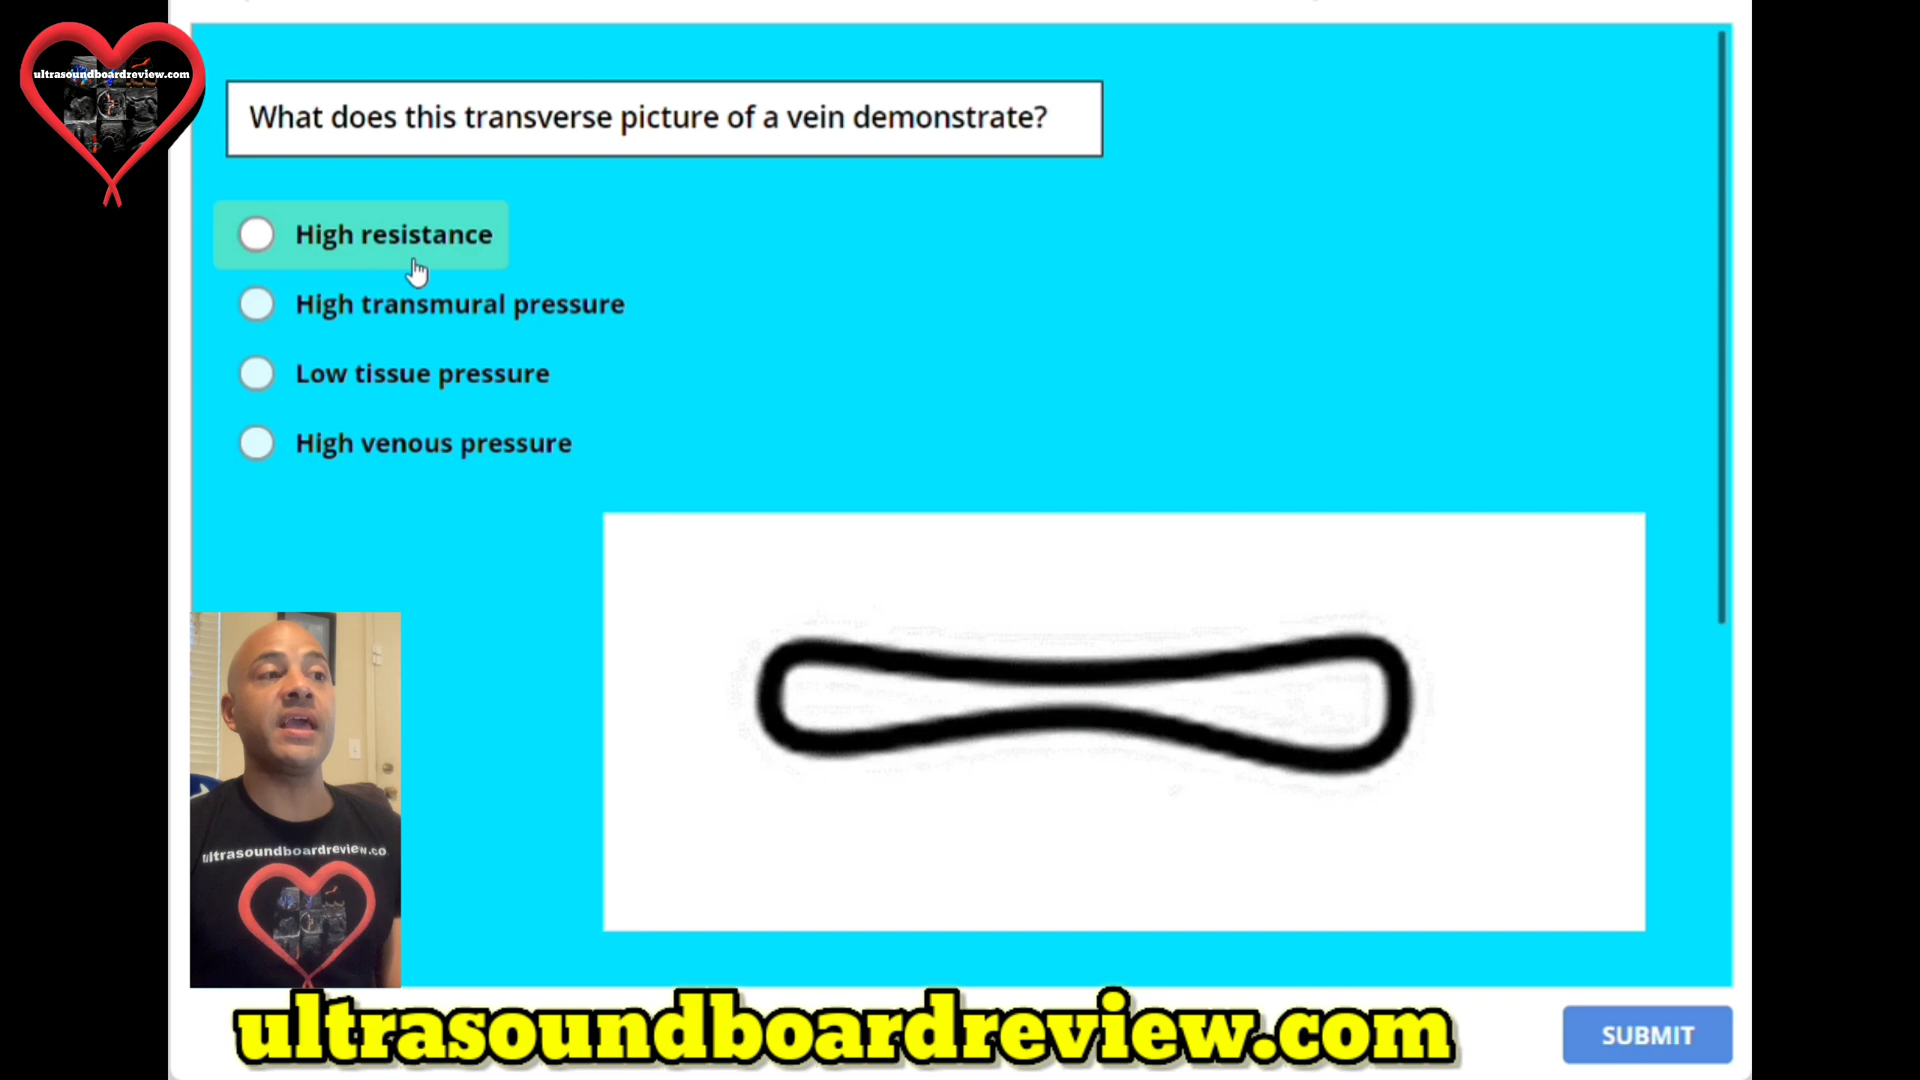 ultrasoundboardreview.com
What does this transverse picture of a vein demonstrate?
High resistance
High transmural pressure
Low tissue pressure
High venous pressure
ultrasoundboardreview.co
ultrasoundboardreview.com
SUBMIT